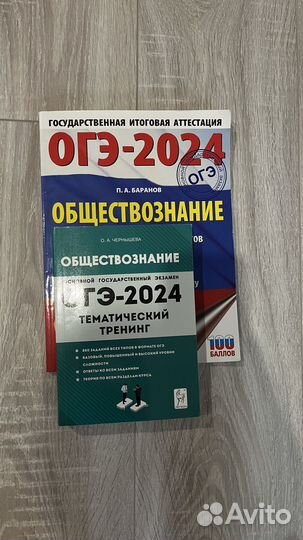 ГОСУДАРСТВЕННАЯ ИТОГОВАЯ АТТЕСТАЦИЯ
ОГЭ-2024
ОГЭ
П. А. БАРАНОВ
ОБЩЕСТВОЗНАНИЕ
100
БАЛЛОВ
О. А. ЧЕРНЫШЕВА
ОБЩЕСТВОЗНАНИЕ
ОСНОВНОЙ ГОСУДАРСТВЕННЫЙ ЭКЗАМЕН
ОГЭ-2024
ТЕМАТИЧЕСКИЙ
ТРЕНИНГ
ЗАДАНИЙ ВСЕХ ТИПОВ В ФОРМАТЕ ОГЭ
БАЗОВЫЙ, ПОВЫШЕННЫЙ И ВЫСОКИЙ УРОВНИ
СЛОЖНОСТИ
ОТВЕТЫ КО ВСЕМ ЗАДАНИЯМ
ТЕОРИЯ ПО ВСЕМ РАЗДЕЛАМ КУРСА
Avito